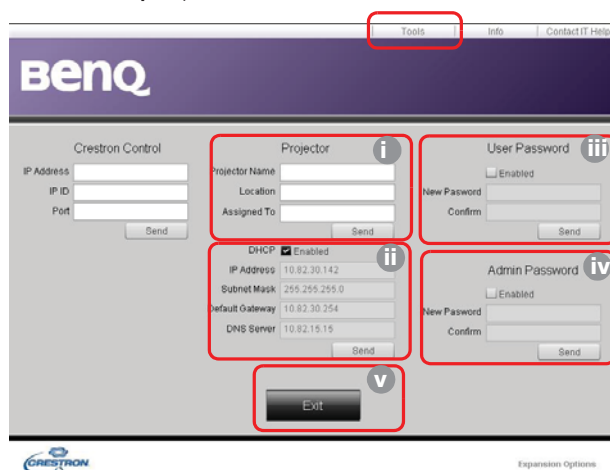 Tools | Info | Contact IT Help
BenQ
Crestron Control
IP Address
IP ID
Port
Send
Projector
i
Projector Name
Location
Assigned To
Send
ii
DHCP Enabled
IP Address 10.82.30.142
Subnet Mask 255.255.255.0
Default Gateway 10.82.30.254
DNS Server 10.82.15.15
Send
User Password
iii
Enabled
New Pasword
Confirm
Send
Admin Password
iv
Enabled
New Pasword
Confirm
Send
v
Exit
CRESTRON
Expansion Options